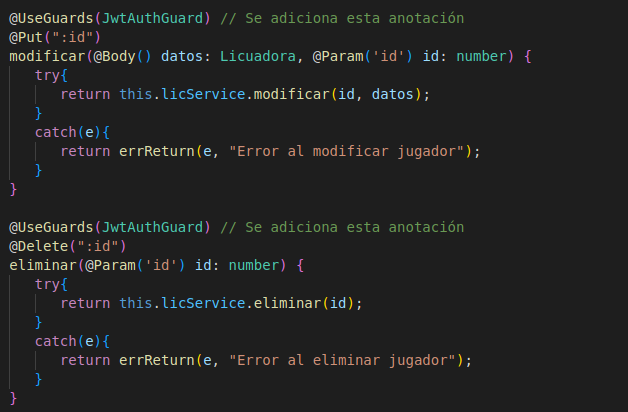 @UseGuards(JwtAuthGuard) // Se adiciona esta anotación
@Put(":id")
modificar(@Body() datos: Licuadora, @Param('id') id: number) {
try{
return this.licService.modificar(id, datos);
}
catch(e){
return errReturn(e, "Error al modificar jugador");
}
}
@UseGuards(JwtAuthGuard) // Se adiciona esta anotación
@Delete(":id")
eliminar(@Param('id') id: number) {
try{
return this.licService.eliminar(id);
}
catch(e){
return errReturn(e, "Error al eliminar jugador");
}
}